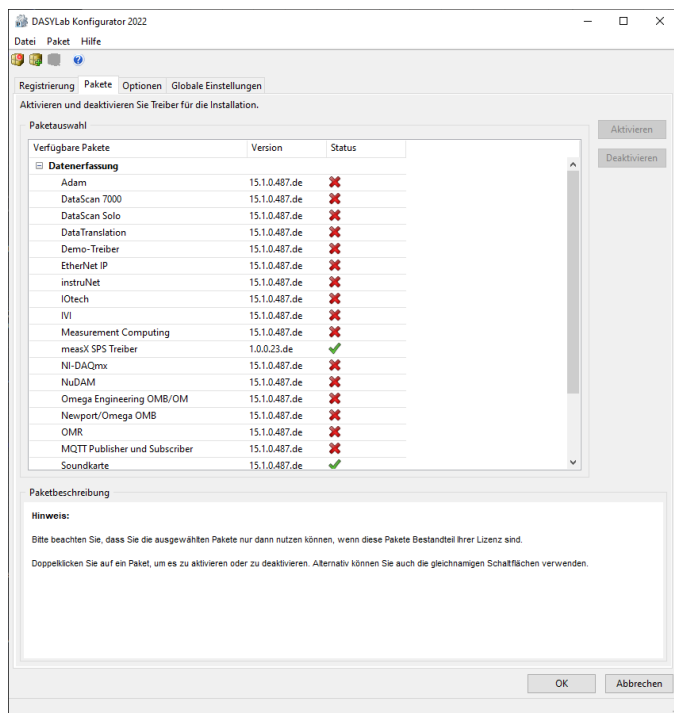 DASYLab Konfigurator 2022
Datei Paket Hilfe
Registrierung Pakete Optionen Globale Einstellungen
Aktivieren und deaktivieren Sie Treiber für die Installation.
Paketauswahl
Aktivieren
Verfügbare Pakete Version Status
Deaktivieren
Datenerfassung
Adam 15.1.0.487.de
DataScan 7000 15.1.0.487.de
DataScan Solo 15.1.0.487.de
DataTranslation 15.1.0.487.de
Demo-Treiber 15.1.0.487.de
EtherNet IP 15.1.0.487.de
instruNet 15.1.0.487.de
IOtech 15.1.0.487.de
IVI 15.1.0.487.de
Measurement Computing 15.1.0.487.de
measX SPS Treiber 1.0.0.23.de
NI-DAQmx 15.1.0.487.de
NuDAM 15.1.0.487.de
Omega Engineering OMB/OM 15.1.0.487.de
Newport/Omega OMB 15.1.0.487.de
OMR 15.1.0.487.de
MQTT Publisher und Subscriber 15.1.0.487.de
Soundkarte 15.1.0.487.de
Paketbeschreibung
Hinweis:
Bitte beachten Sie, dass Sie die ausgewählten Pakete nur dann nutzen können, wenn diese Pakete Bestandteil Ihrer Lizenz sind.
Doppelklicken Sie auf ein Paket, um es zu aktivieren oder zu deaktivieren. Alternativ können Sie auch die gleichnamigen Schaltflächen verwenden.
OK Abbrechen